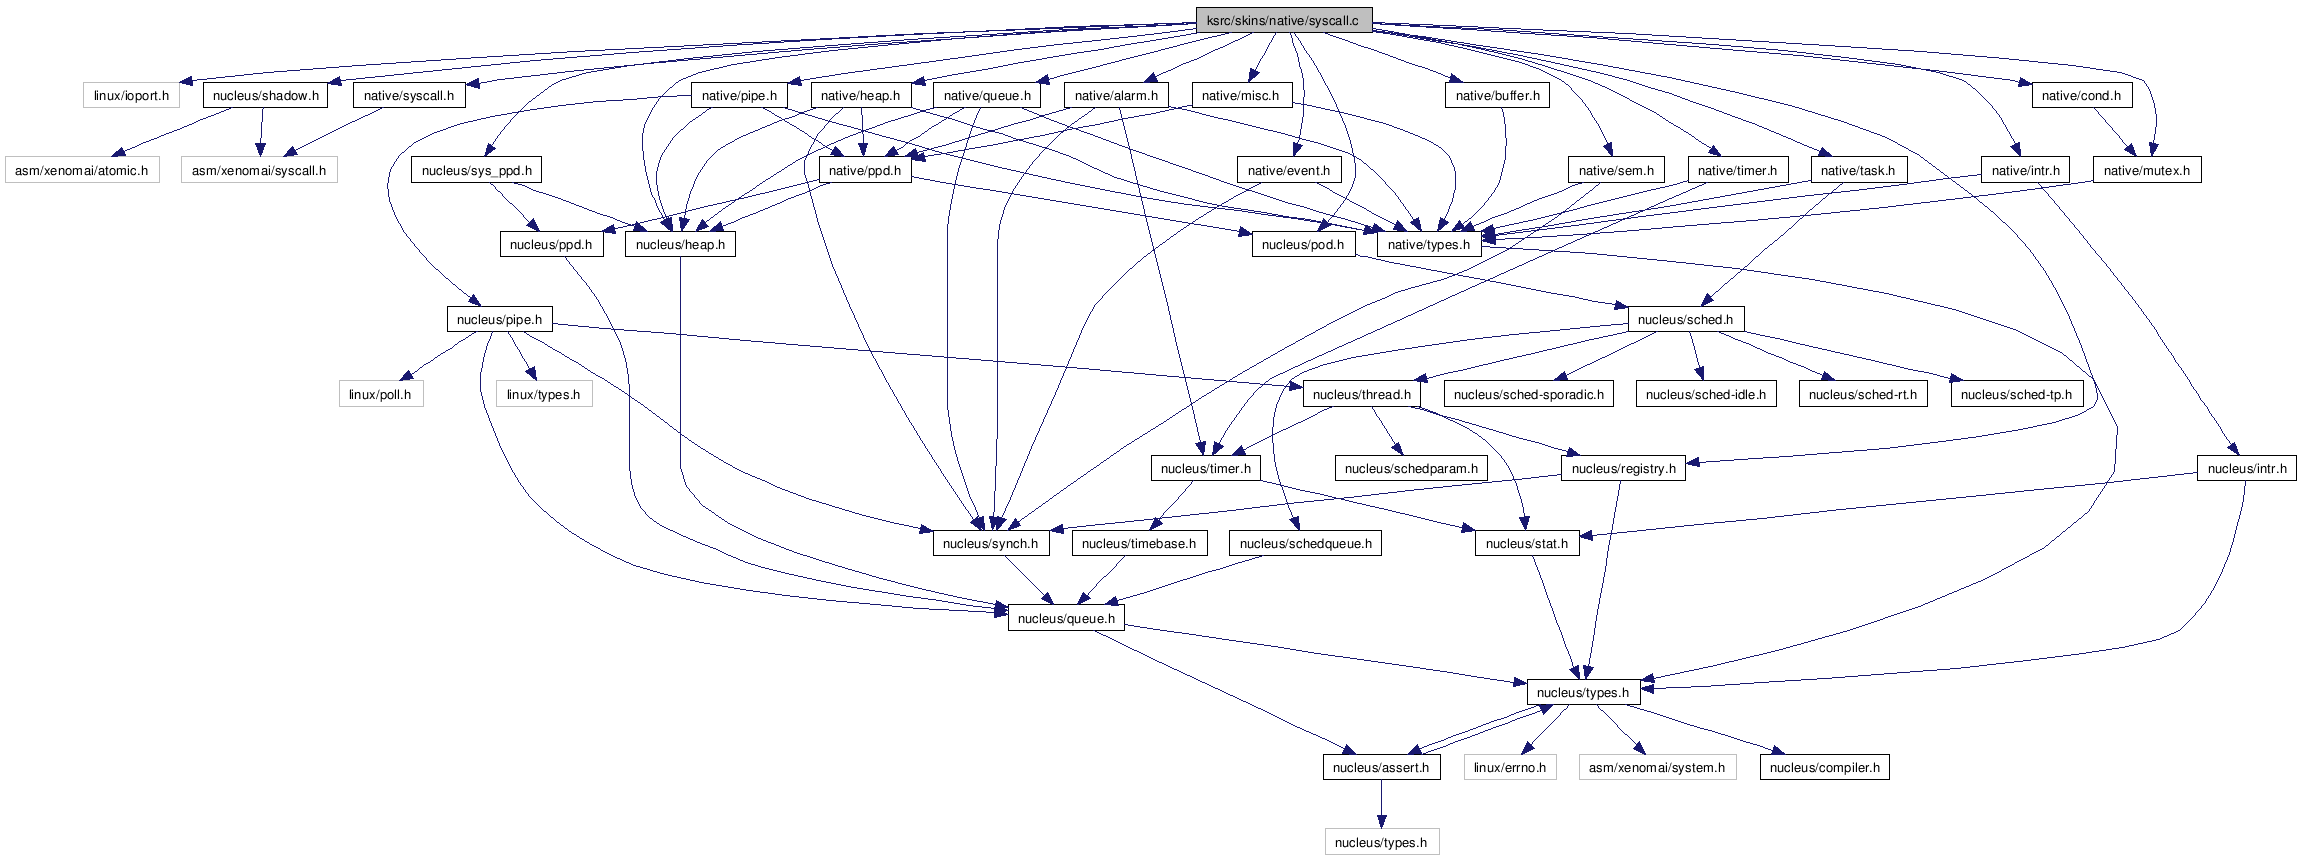 ksrc/skins/native/syscall.c
linux/ioport.h
nucleus/shadow.h
native/syscall.h
native/pipe.h
native/heap.h
native/queue.h
native/alarm.h
native/misc.h
native/buffer.h
native/cond.h
asm/xenomai/atomic.h
asm/xenomai/syscall.h
nucleus/sys_ppd.h
native/ppd.h
native/event.h
native/sem.h
native/timer.h
native/task.h
native/intr.h
native/mutex.h
nucleus/ppd.h
nucleus/heap.h
nucleus/pod.h
native/types.h
nucleus/pipe.h
nucleus/sched.h
linux/poll.h
linux/types.h
nucleus/thread.h
nucleus/sched-sporadic.h
nucleus/sched-idle.h
nucleus/sched-rt.h
nucleus/sched-tp.h
nucleus/timer.h
nucleus/schedparam.h
nucleus/registry.h
nucleus/intr.h
nucleus/synch.h
nucleus/timebase.h
nucleus/schedqueue.h
nucleus/stat.h
nucleus/queue.h
nucleus/types.h
nucleus/assert.h
linux/errno.h
asm/xenomai/system.h
nucleus/compiler.h
nucleus/types.h